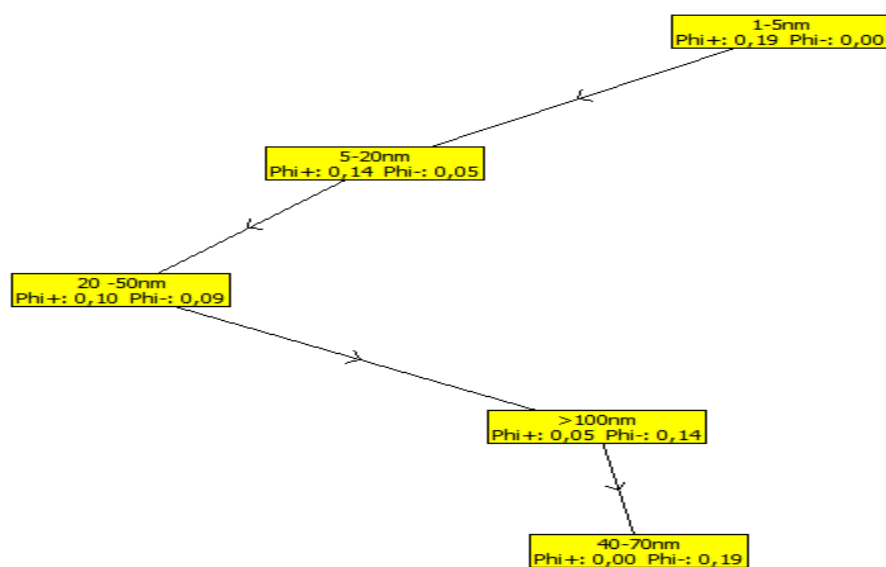 1-5nm
Phi+: 0,19 Phi-: 0,00
5-20nm
Phi+: 0,14 Phi-: 0,05
20 -50nm
Phi+: 0,10 Phi-: 0,09
>100nm
Phi+: 0,05 Phi-: 0,14
40-70nm
Phi+: 0,00 Phi-: 0,19